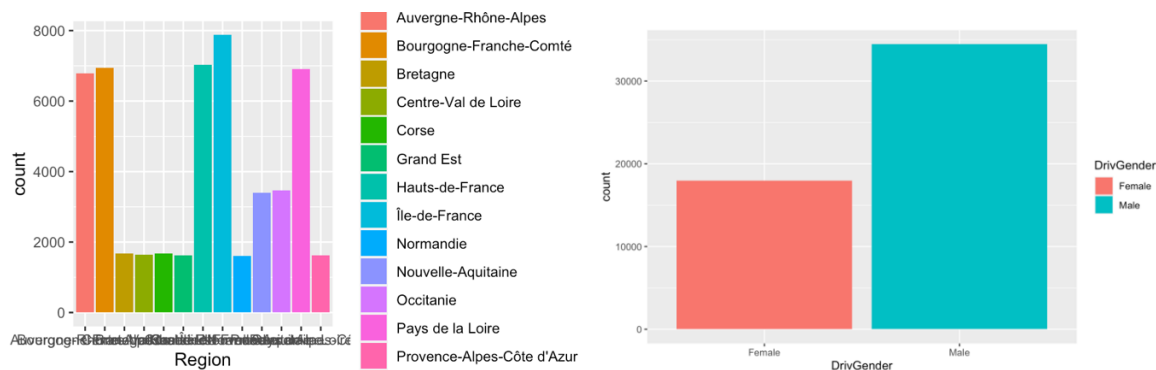 8000
6000
4000
2000
0
count
Region
Auvergne-Rhône-Alpes
Bourgogne-Franche-Comté
Bretagne
Centre-Val de Loire
Corse
Grand Est
Hauts-de-France
Île-de-France
Normandie
Nouvelle-Aquitaine
Occitanie
Pays de la Loire
Provence-Alpes-Côte d'Azur
30000
20000
10000
0
count
Female
Male
DrivGender
DrivGender
Female
Male